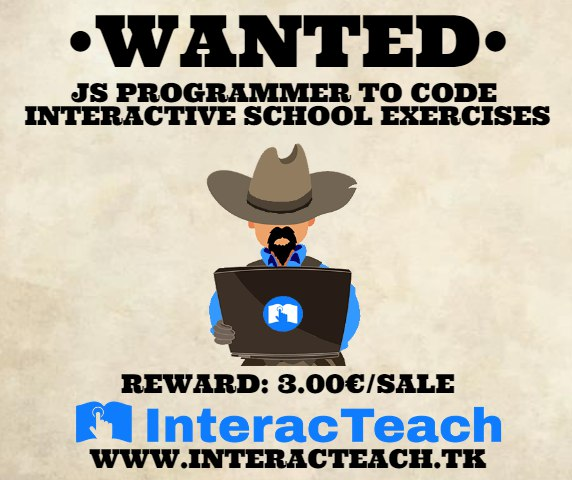 •WANTED•
JS PROGRAMMER TO CODE
INTERACTIVE SCHOOL EXERCISES
REWARD: 3.00€/SALE
InteracTeach
WWW.INTERACTEACH.TK